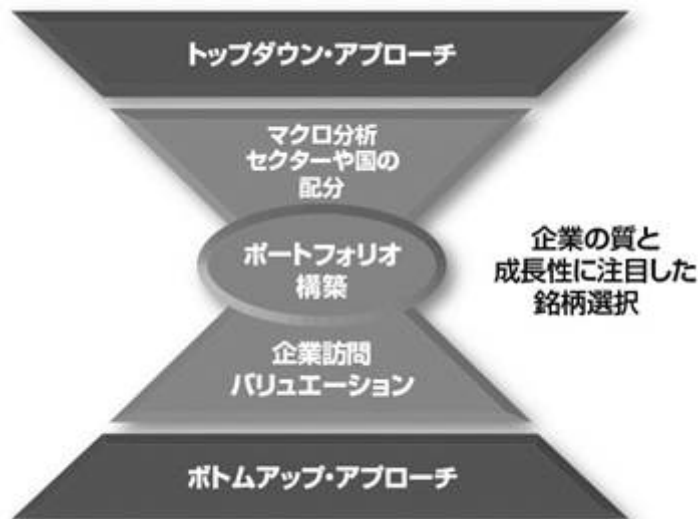 トップダウン・アプローチ
マクロ分析
セクターや国の
配分
ポートフォリオ
構築
企業の質と
成長性に注目した
銘柄選択
企業訪問
バリュエーション
ボトムアップ・アプローチ